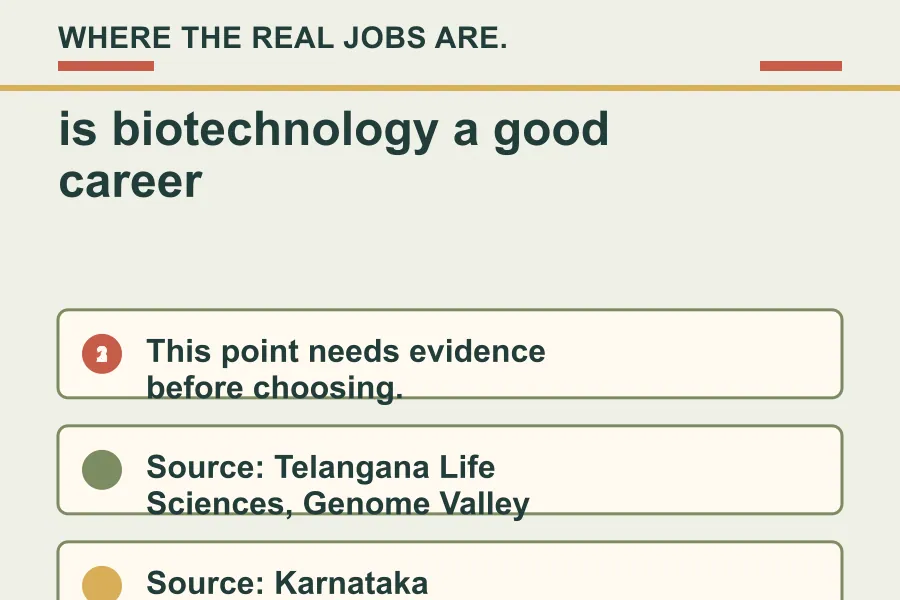 WHERE THE REAL JOBS ARE.
is biotechnology a good
career
This point needs evidence
before choosing.
Source: Telangana Life
Sciences, Genome Valley
Source: Karnataka